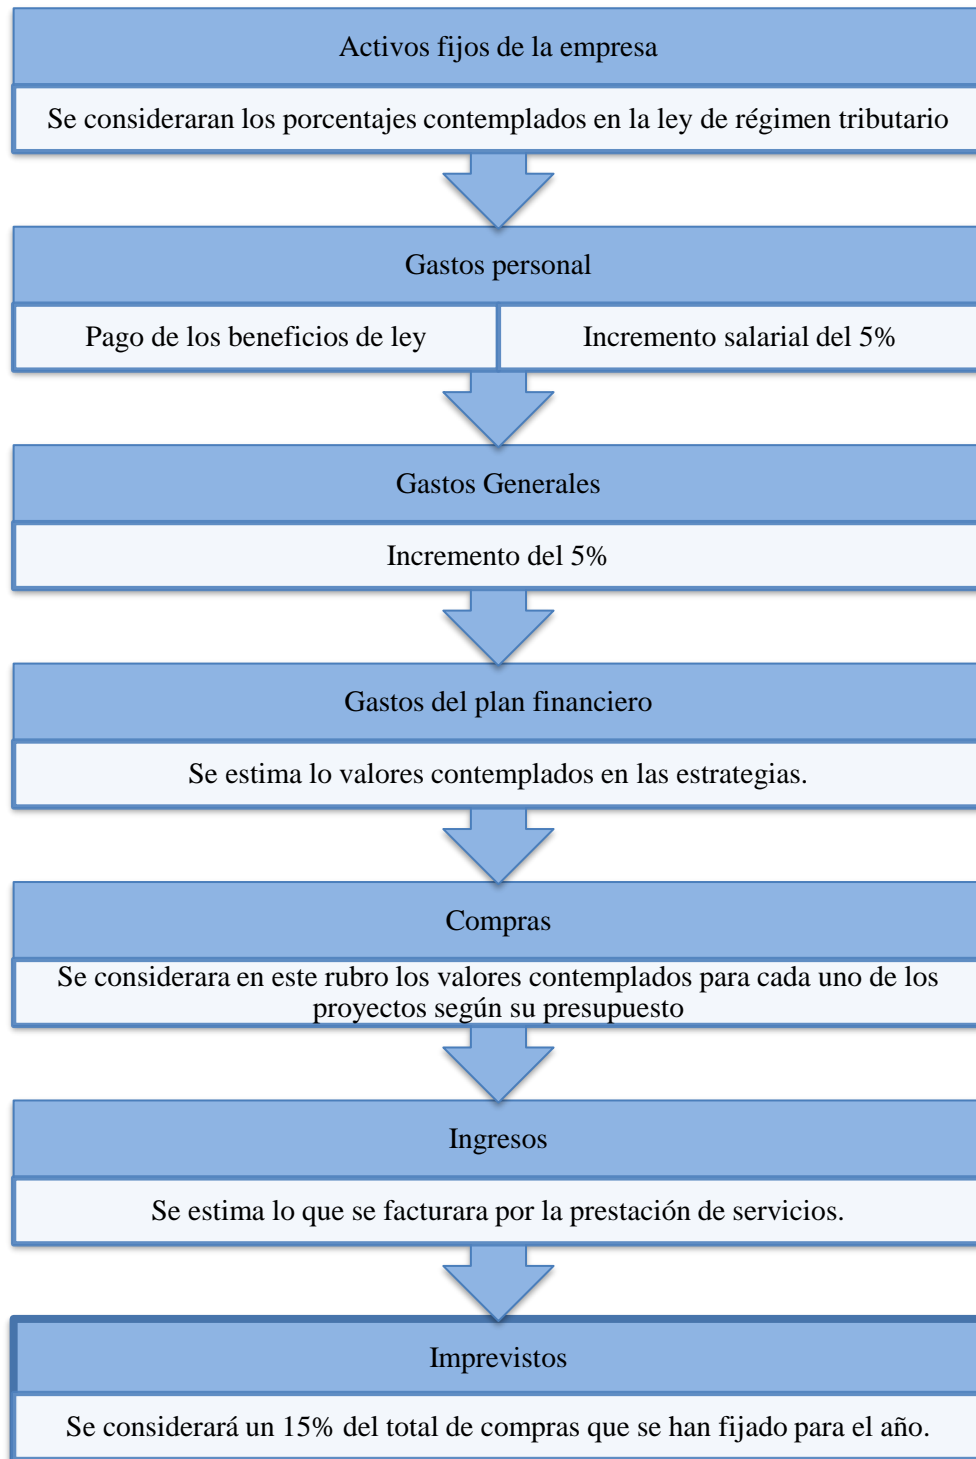 Activos fijos de la empresa
Se consideraran los porcentajes contemplados en la ley de régimen tributario
Gastos personal
Pago de los beneficios de ley
Incremento salarial del 5%
Gastos Generales
Incremento del 5%
Gastos del plan financiero
Se estima lo valores contemplados en las estrategias.
Compras
Se considerara en este rubro los valores contemplados para cada uno de los
proyectos según su presupuesto
Ingresos
Se estima lo que se facturara por la prestación de servicios.
Imprevistos
Se considerará un 15% del total de compras que se han fijado para el año.